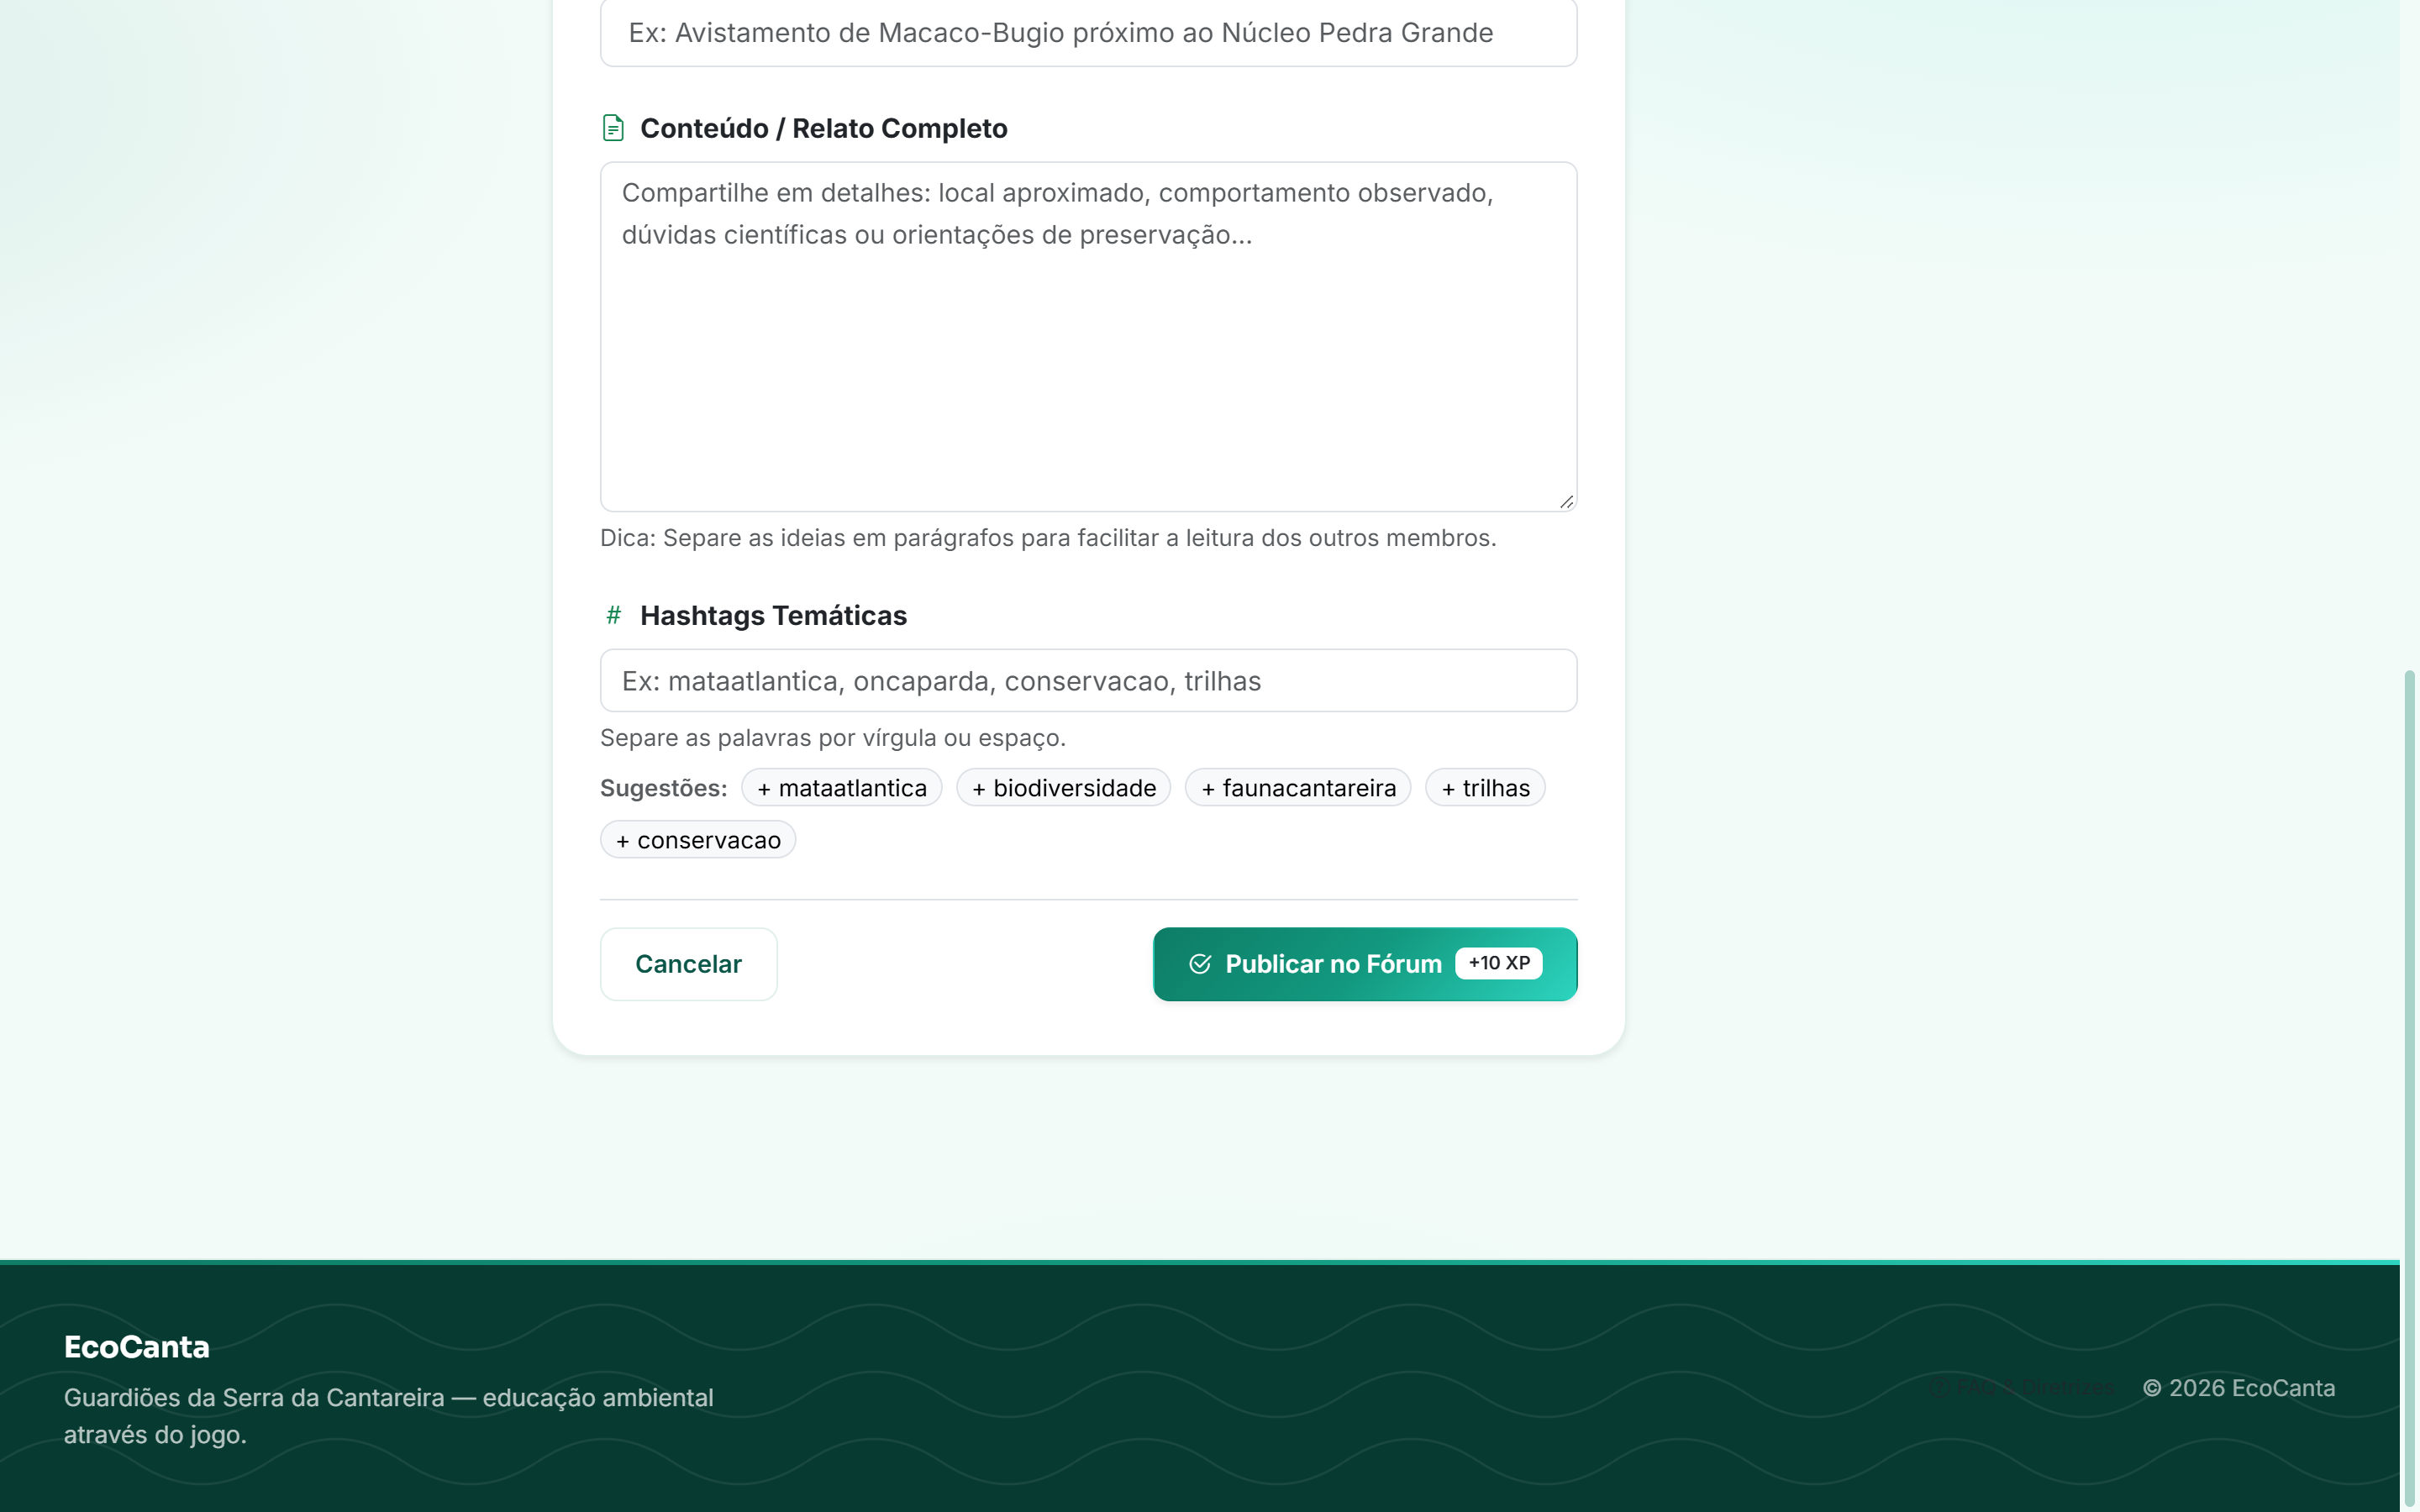 Ex: Avistamento de Macaco-Bugio próximo ao Núcleo Pedra Grande
Conteúdo / Relato Completo
Compartilhe em detalhes: local aproximado, comportamento observado,
dúvidas científicas ou orientações de preservação...
Dica: Separe as ideias em parágrafos para facilitar a leitura dos outros membros.
# Hashtags Temáticas
Ex: mataatlantica, oncaparda, conservacao, trilhas
Separe as palavras por vírgula ou espaço.
Sugestões: + mataatlantica + biodiversidade + faunacantareira + trilhas
+ conservacao
Cancelar
Publicar no Fórum +10 XP
EcoCanta
Guardiões da Serra da Cantareira — educação ambiental
através do jogo.
FAQ & Diretrizes © 2026 EcoCanta